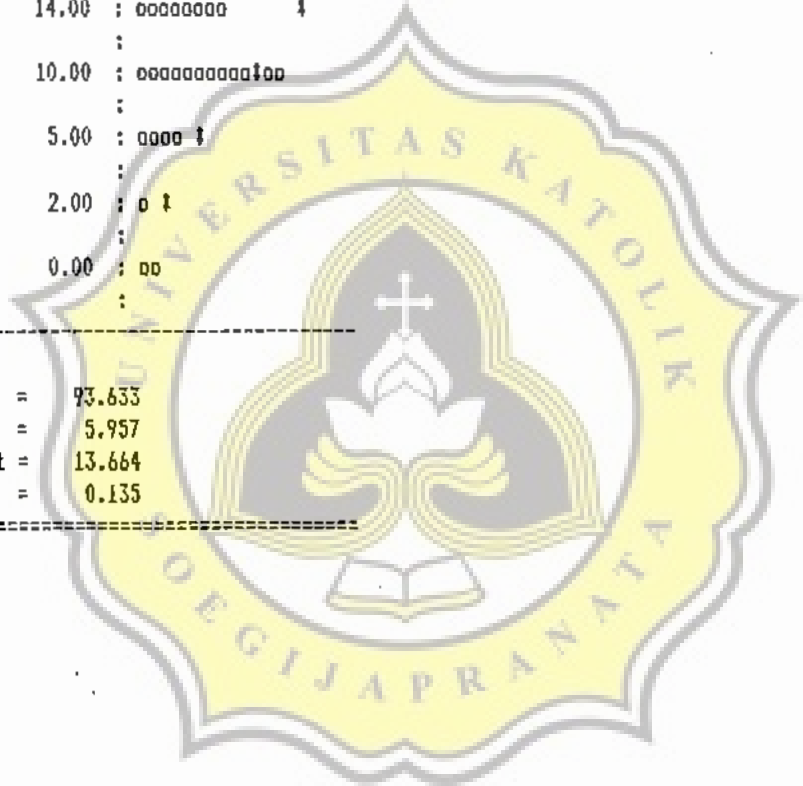 14.00 : oooooooo *
:
10.00 : oooooooooo*oo
:
5.00 : oooo *
:
2.00 : o *
:
0.00 : oo
:
--------------------------------
= 93.633
= 5.957
t = 13.664
= 0.135
================================
UNIVERSITAS KATOLIK
SOEGIJAPRANATA